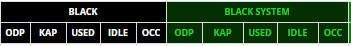 BLACK BLACK SYSTEM
ODP KAP USED IDLE OCC ODP KAP USED IDLE OCC